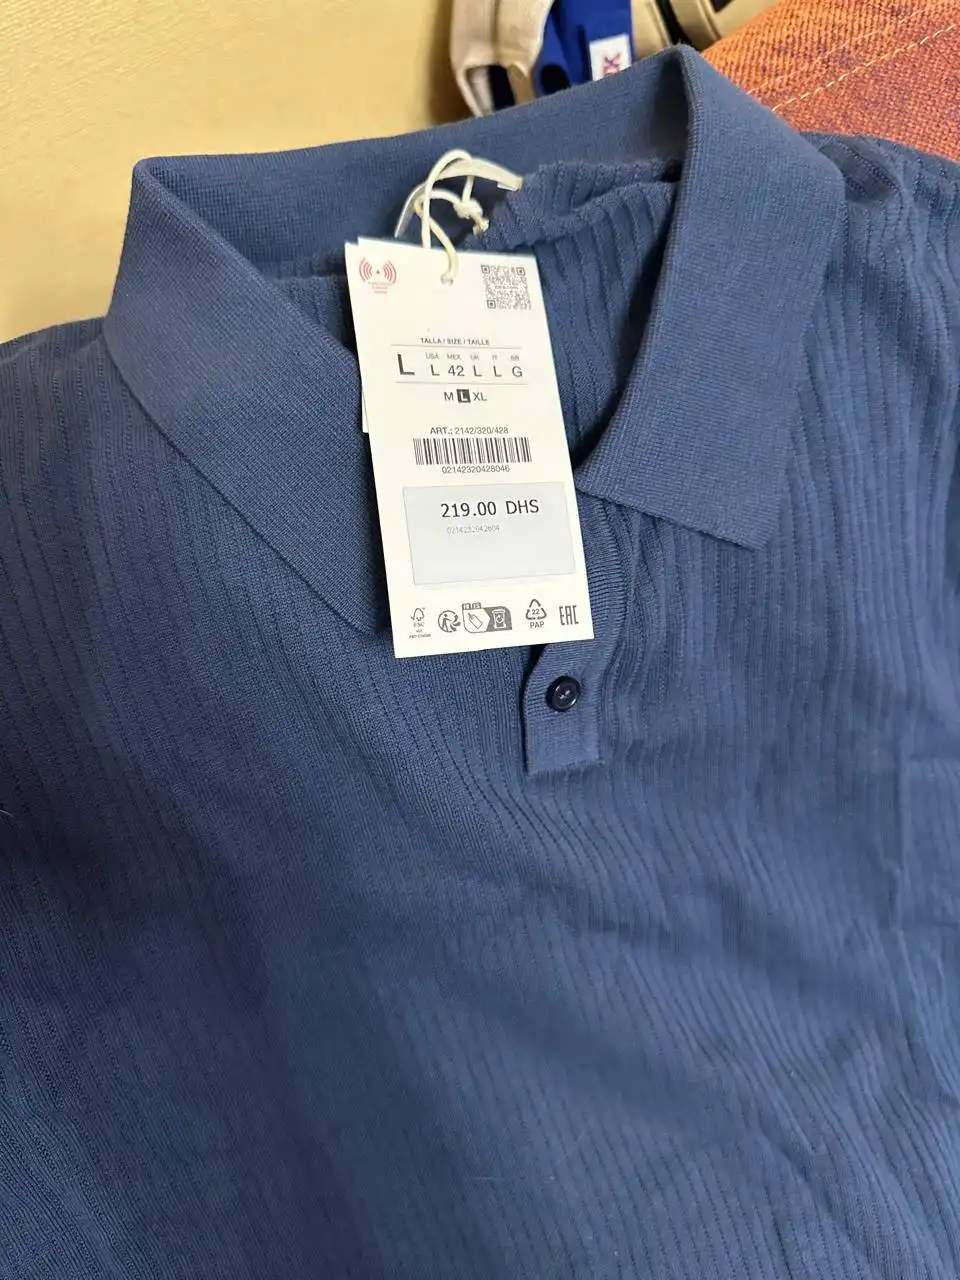 TALLA / SIZE / TAILLE
USA MEX UK IT BR
L L 42 L L G
M L XL
ART.: 2142/320/428
02142320428046
219.00 DHS
FSC
22
PAP
EAC